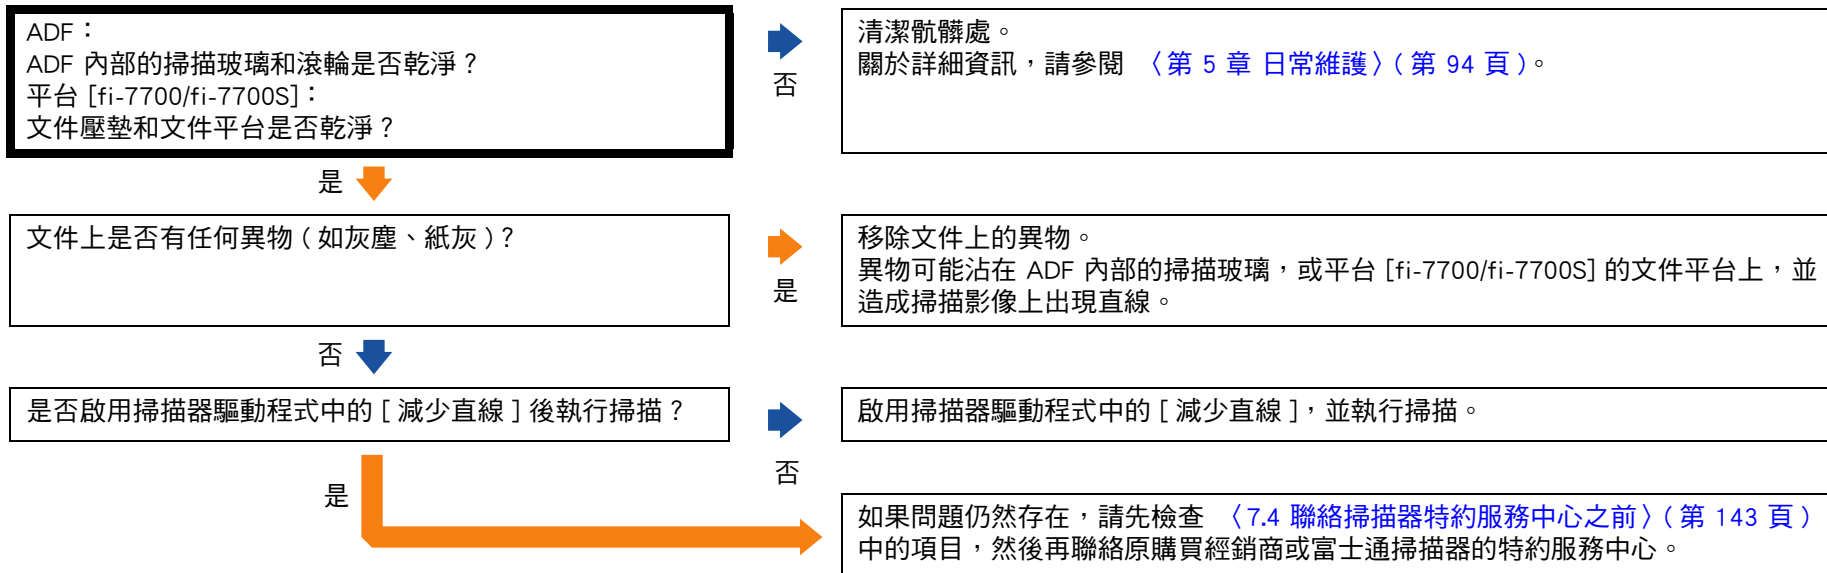 ADF：
ADF 內部的掃描玻璃和滾輪是否乾淨？
平台 [fi-7700/fi-7700S]：
文件壓墊和文件平台是否乾淨？
否
清潔骯髒處。
關於詳細資訊，請參閱 〈第 5 章 日常維護〉( 第 94 頁 )。
是
文件上是否有任何異物 ( 如灰塵、紙灰 )？
是
移除文件上的異物。
異物可能沾在 ADF 內部的掃描玻璃，或平台 [fi-7700/fi-7700S] 的文件平台上，並
造成掃描影像上出現直線。
否
是否啟用掃描器驅動程式中的 [ 減少直線 ] 後執行掃描？
否
啟用掃描器驅動程式中的 [ 減少直線 ]，並執行掃描。
是
如果問題仍然存在，請先檢查 〈7.4 聯絡掃描器特約服務中心之前〉( 第 143 頁 )
中的項目，然後再聯絡原購買經銷商或富士通掃描器的特約服務中心。